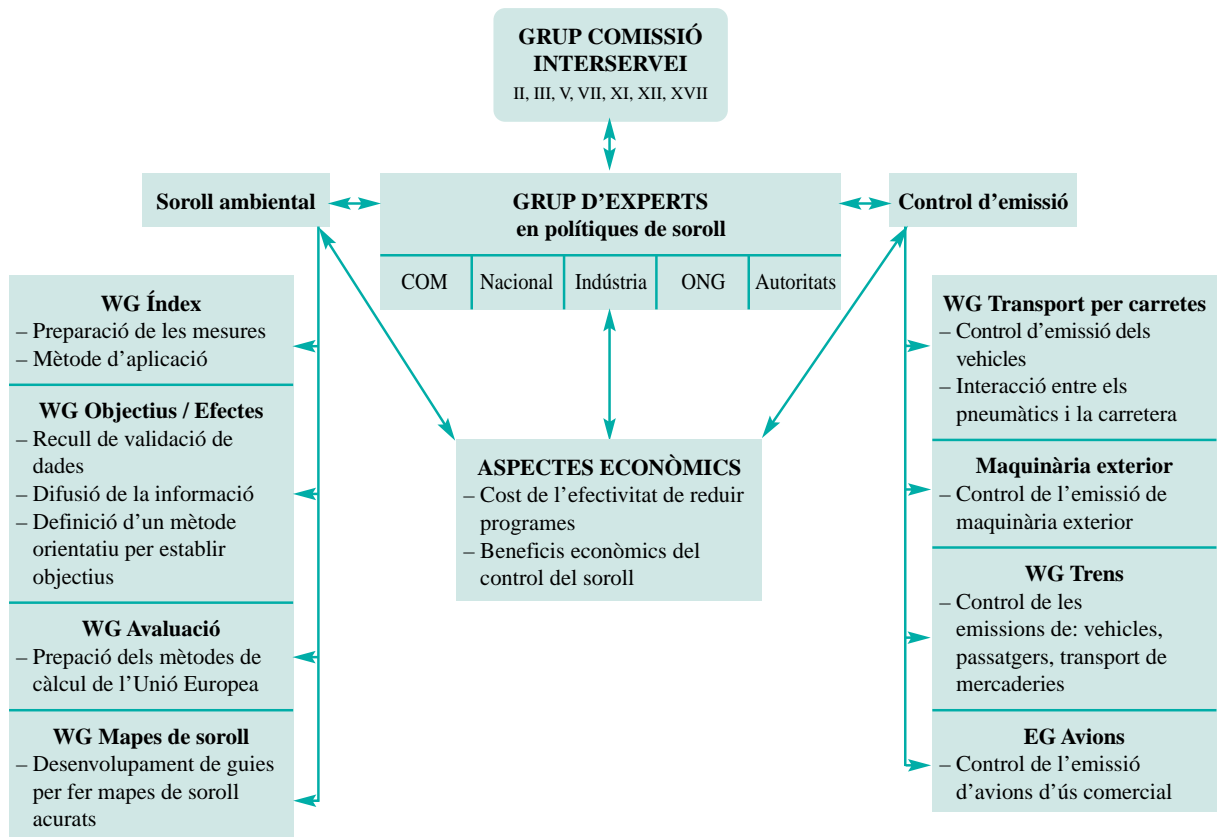 GRUP COMISSIÓ
INTERSERVEI
II, III, V, VII, XI, XII, XVII
Soroll ambiental
GRUP D’EXPERTS
en polítiques de soroll
Control d’emissió
COM
Nacional
Indústria
ONG
Autoritats
WG Índex
– Preparació de les mesures
– Mètode d’aplicació
WG Objectius / Efectes
– Recull de validació de
dades
– Difusió de la informació
– Definició d’un mètode
orientatiu per establir
objectius
WG Avaluació
– Prepació dels mètodes de
càlcul de l’Unió Europea
WG Mapes de soroll
– Desenvolupament de guies
per fer mapes de soroll
acurats
ASPECTES ECONÒMICS
– Cost de l’efectivitat de reduir
programes
– Beneficis econòmics del
control del soroll
WG Transport per carretes
– Control d’emissió dels
vehicles
– Interacció entre els
pneumàtics i la carretera
Maquinària exterior
– Control de l’emissió de
maquinària exterior
WG Trens
– Control de les
emissions de: vehicles,
passatgers, transport de
mercaderies
EG Avions
– Control de l’emissió
d’avions d’ús comercial